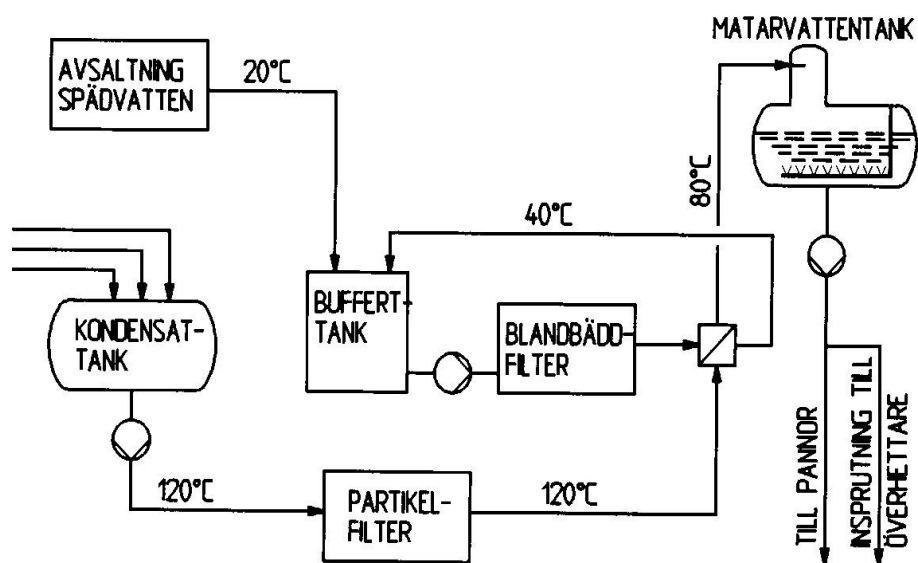 MATARVATTENTANK
AVSALTNING
SPÄDVATTEN
20°C
80°C
40°C
BUFFERT-
TANK
KONDENSAT-
TANK
BLANDBÄDD-
FILTER
120°C
PARTIKEL-
FILTER
120°C
TILL PANNOR
INSPRUTNING TILL
ÖVERHETTARE